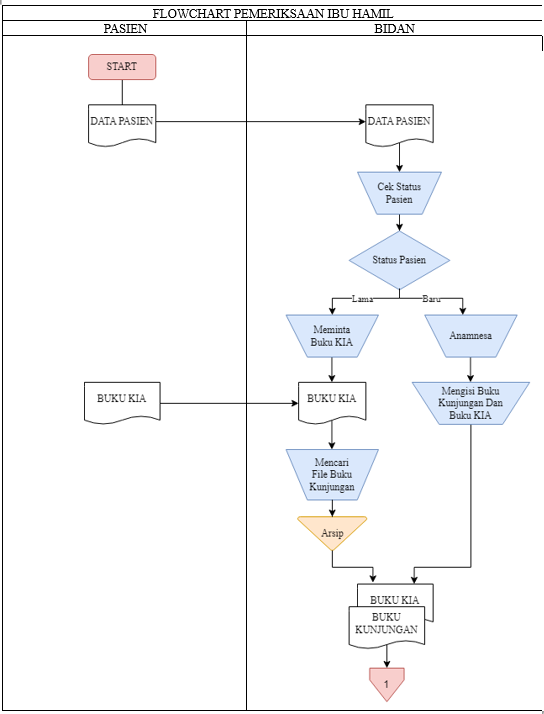 FLOWCHART PEMERIKSAAN IBU HAMIL
PASIEN
BIDAN
START
DATA PASIEN
DATA PASIEN
Cek Status
Pasien
Status Pasien
Lama
Baru
Meminta
Buku KIA
Anamnesa
BUKU KIA
BUKU KIA
Mengisi Buku
Kunjungan Dan
Buku KIA
Mencari
File Buku
Kunjungan
Arsip
BUKU KIA
BUKU
KUNJUNGAN
1